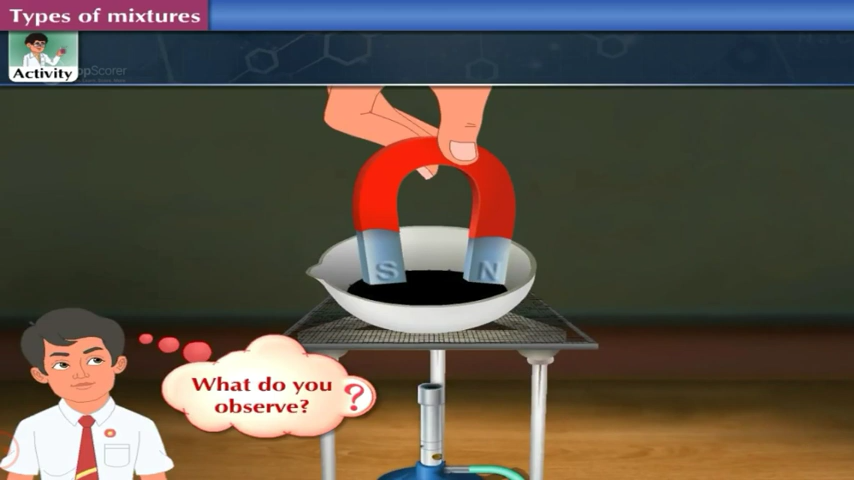 Types of mixtures
Activity
What do you
observe?
?
S
N